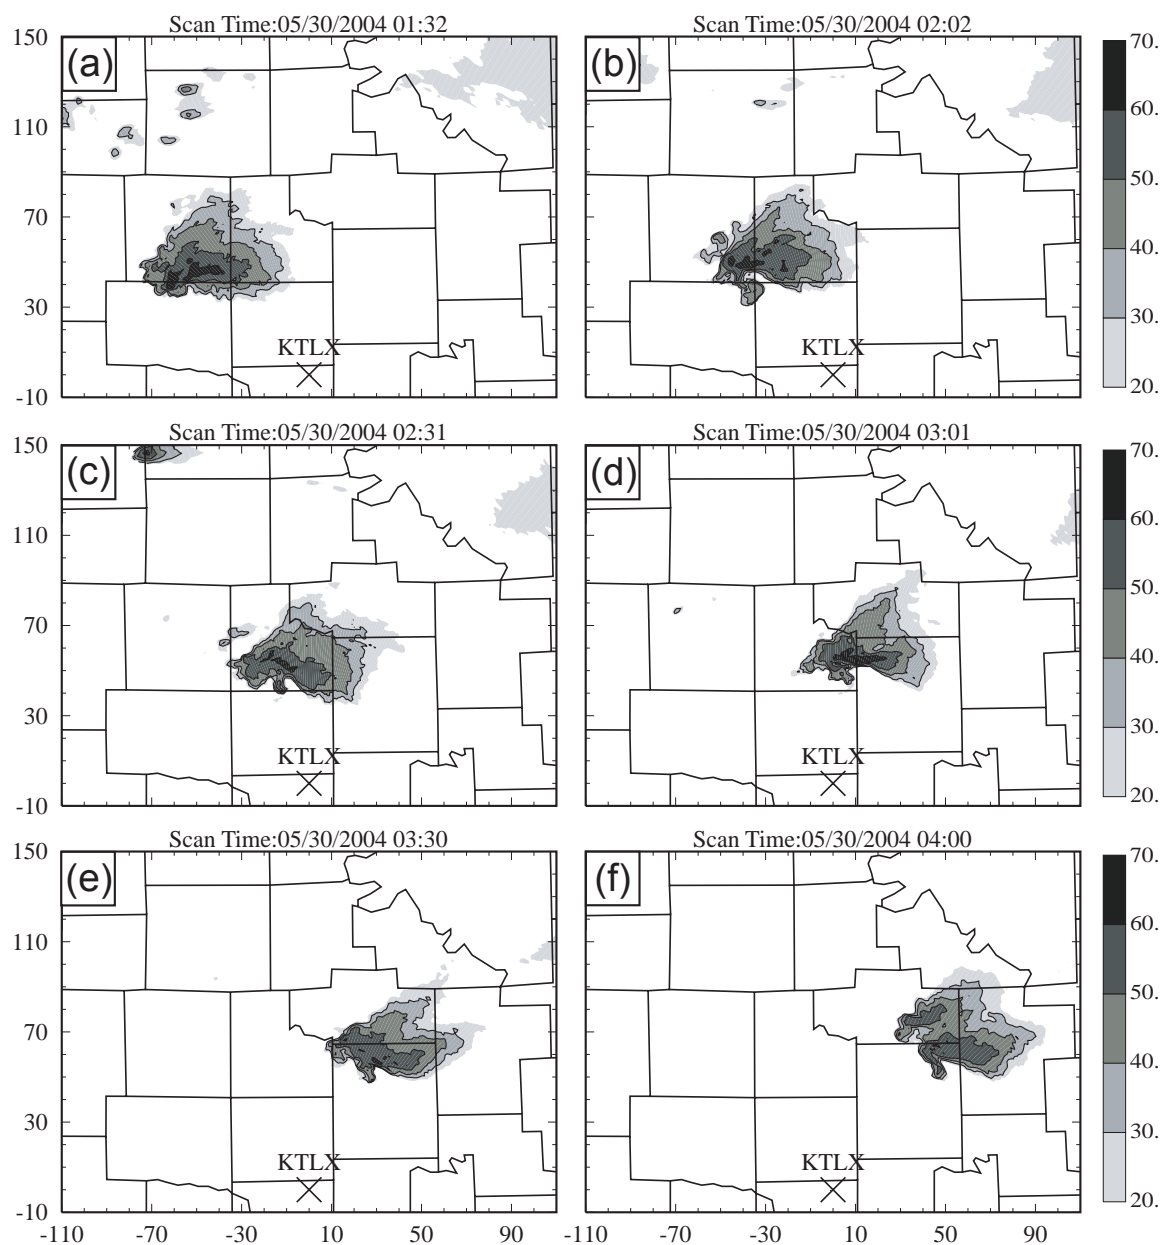 Scan Time:05/30/2004 01:32
Scan Time:05/30/2004 02:02
150
(a)
(b)
70.
110
60.
50.
70
40.
30
30.
KTLX
KTLX
20.
-10
Scan Time:05/30/2004 02:31
Scan Time:05/30/2004 03:01
150
(c)
(d)
70.
110
60.
50.
70
40.
30
30.
KTLX
KTLX
20.
-10
Scan Time:05/30/2004 03:30
Scan Time:05/30/2004 04:00
150
(e)
(f)
70.
110
60.
50.
70
40.
30
30.
KTLX
KTLX
20.
-10
-110 -70 -30 10 50 90
-110 -70 -30 10 50 90